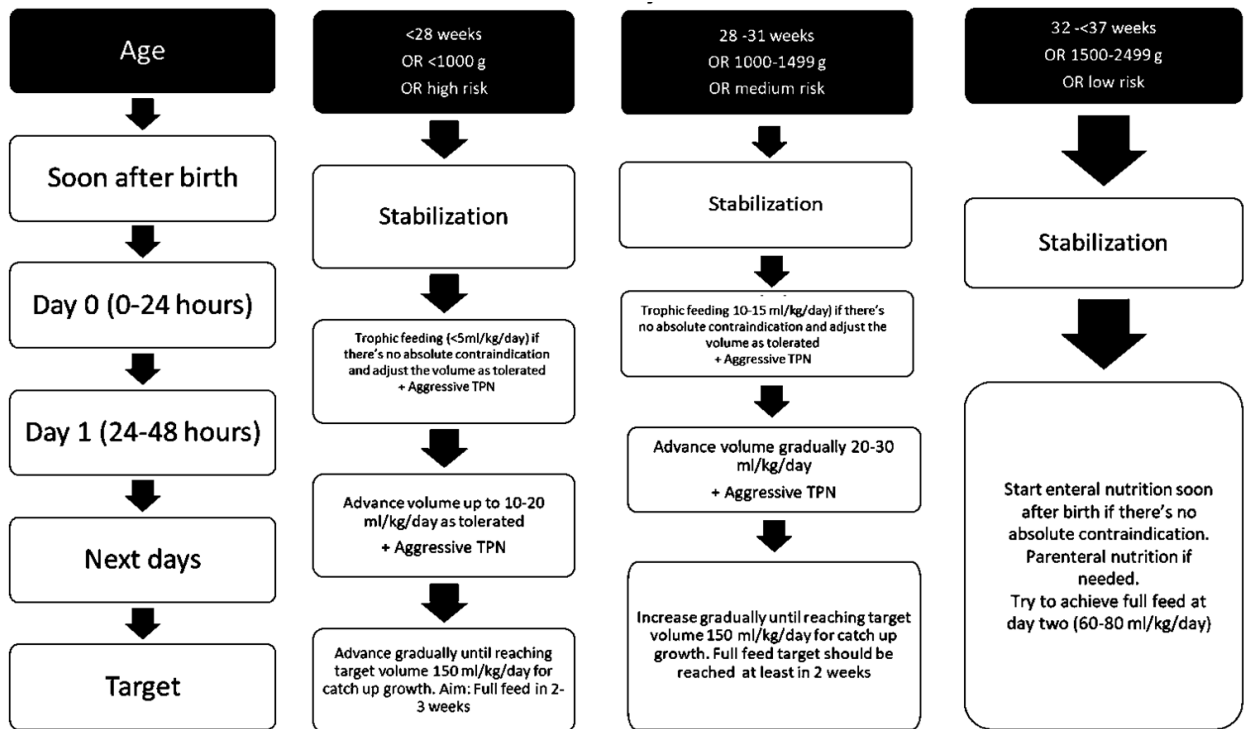 Age
Soon after birth
Day 0 (0-24 hours)
Day 1 (24-48 hours)
Next days
Target
<28 weeks
OR <1000 g
OR high risk
Stabilization
Trophic feeding (<5ml/kg/day) if
there's no absolute contraindication
and adjust the volume as tolerated
+ Aggressive TPN
Advance volume up to 10-20
ml/kg/day as tolerated
+ Aggressive TPN
Advance gradually until reaching
target volume 150 ml/kg/day for
catch up growth. Aim: Full feed in 2-
3 weeks
28 -31 weeks
OR 1000-1499 g
OR medium risk
Stabilization
Trophic feeding 10-15 ml/kg/day) if there's
no absolute contraindication and adjust the
volume as tolerated
+ Aggressive TPN
Advance volume gradually 20-30
ml/kg/day
+ Aggressive TPN
Increase gradually until reaching target
volume 150 ml/kg/day for catch up
growth. Full feed target should be
reached at least in 2 weeks
32 -<37 weeks
OR 1500-2499 g
OR low risk
Stabilization
Start enteral nutrition soon
after birth if there's no
absolute contraindication.
Parenteral nutrition if
needed.
Try to achieve full feed at
day two (60-80 ml/kg/day)